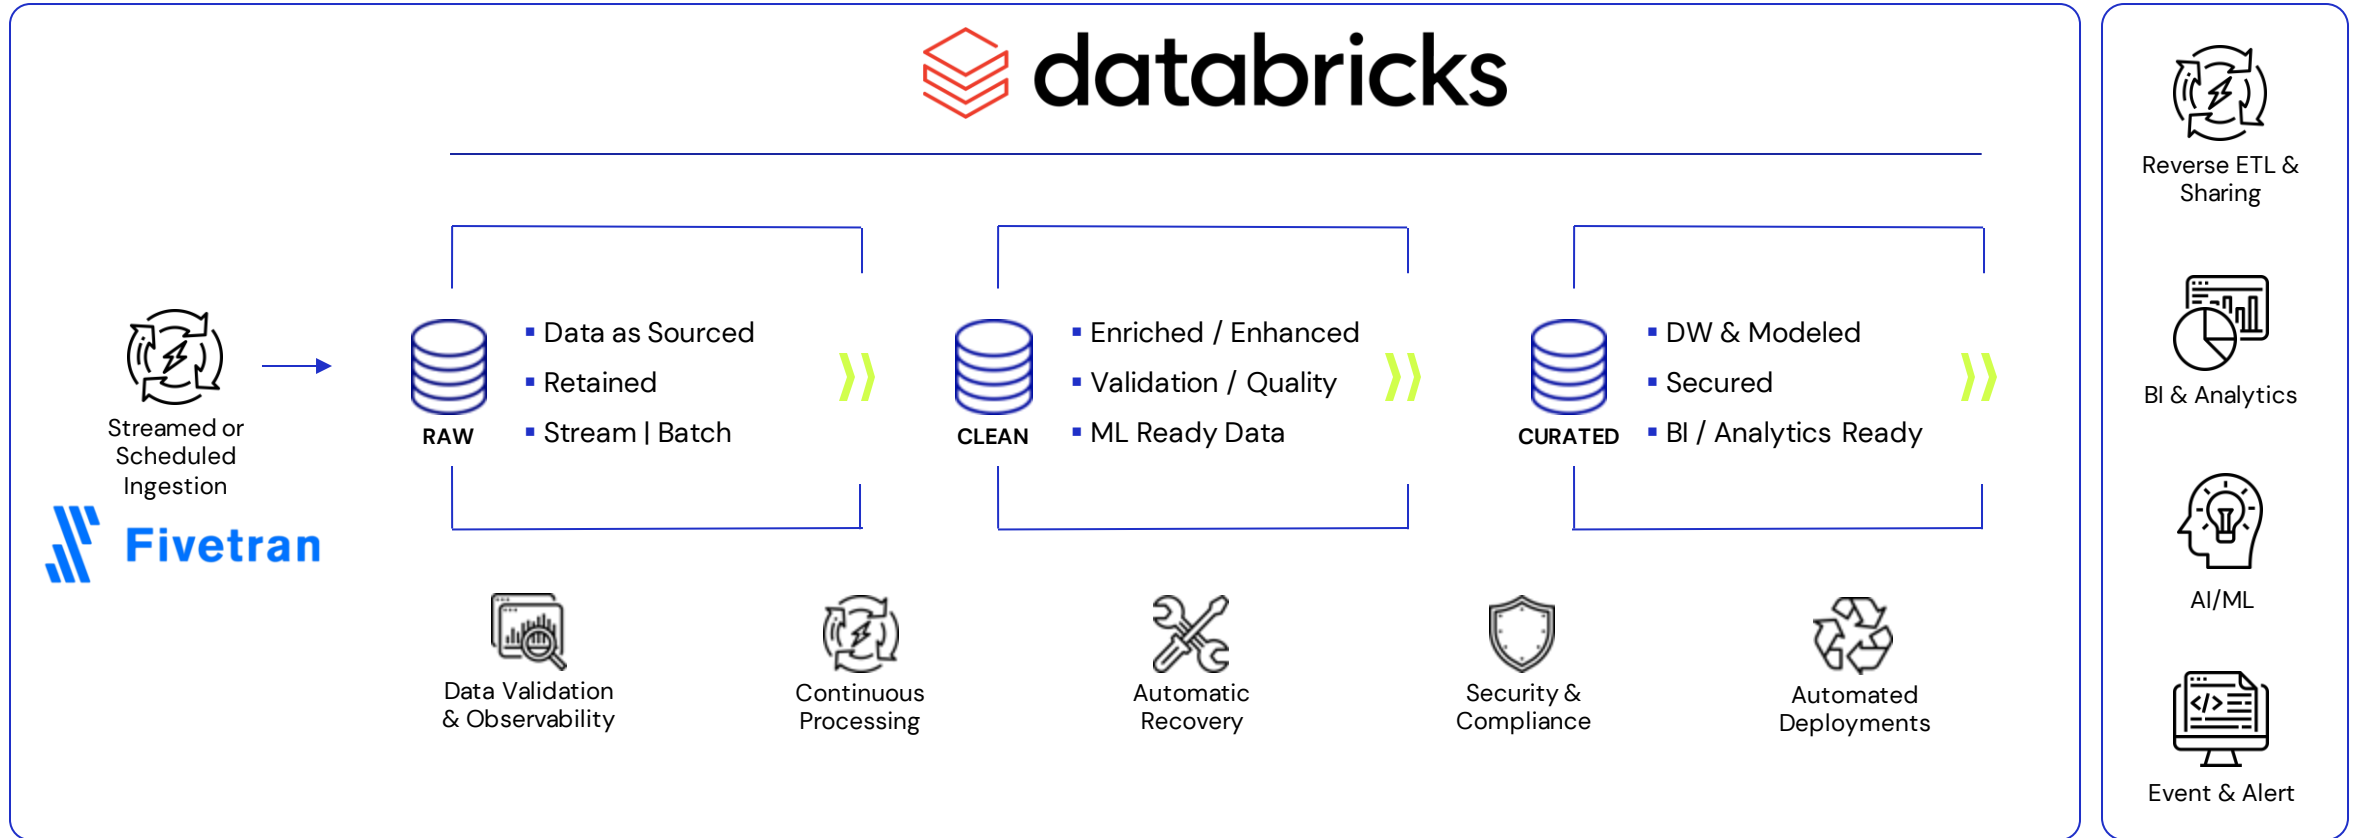 databricks
Streamed or
Scheduled
Ingestion
Fivetran
RAW
Data as Sourced
Retained
Stream | Batch
CLEAN
Enriched / Enhanced
Validation / Quality
ML Ready Data
CURATED
DW & Modeled
Secured
BI / Analytics Ready
Data Validation
& Observability
Continuous
Processing
Automatic
Recovery
Security &
Compliance
Automated
Deployments
Reverse ETL &
Sharing
BI & Analytics
AI/ML
</>
Event & Alert